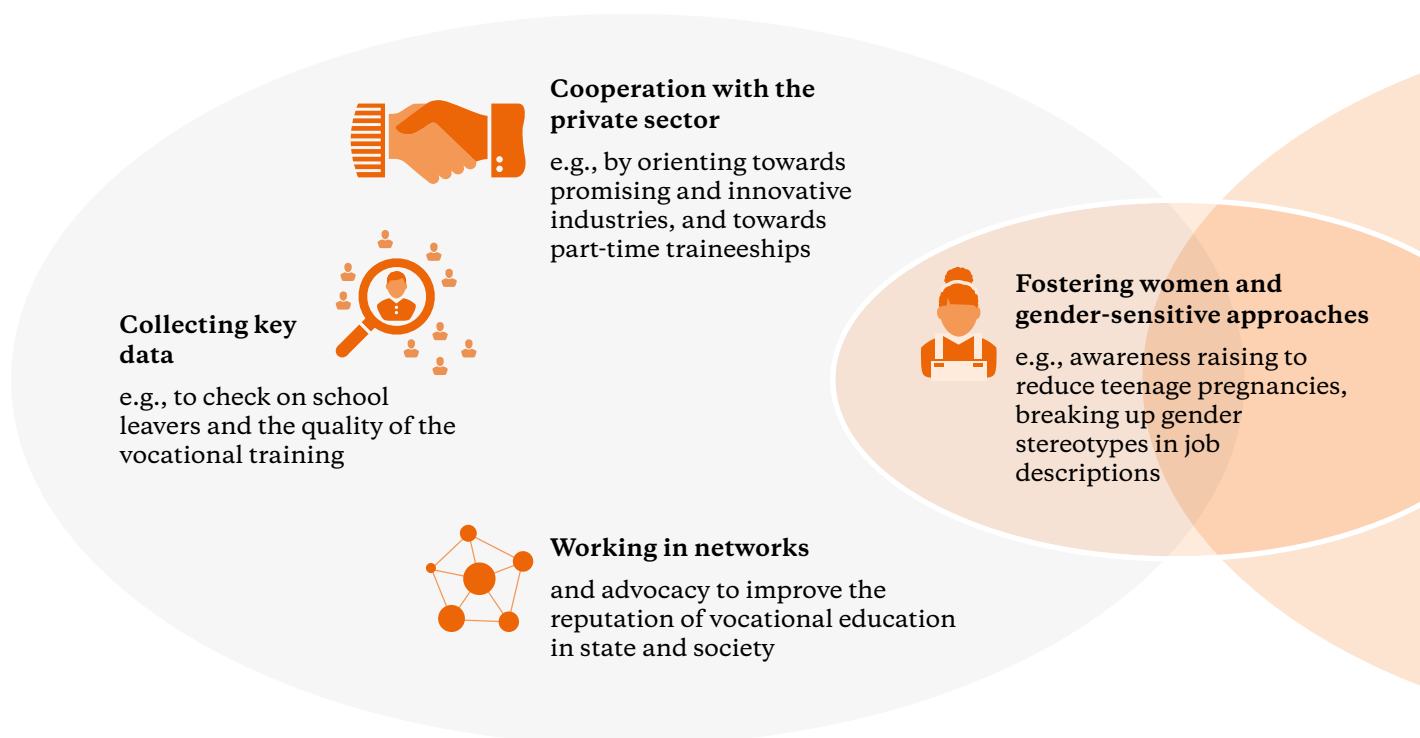 Cooperation with the
private sector
e.g., by orienting towards
promising and innovative
industries, and towards
part-time traineeships
Collecting key
data
e.g., to check on school
leavers and the quality of the
vocational training
Fostering women and
gender-sensitive approaches
e.g., awareness raising to
reduce teenage pregnancies,
breaking up gender
stereotypes in job
descriptions
Working in networks
and advocacy to improve the
reputation of vocational education
in state and society